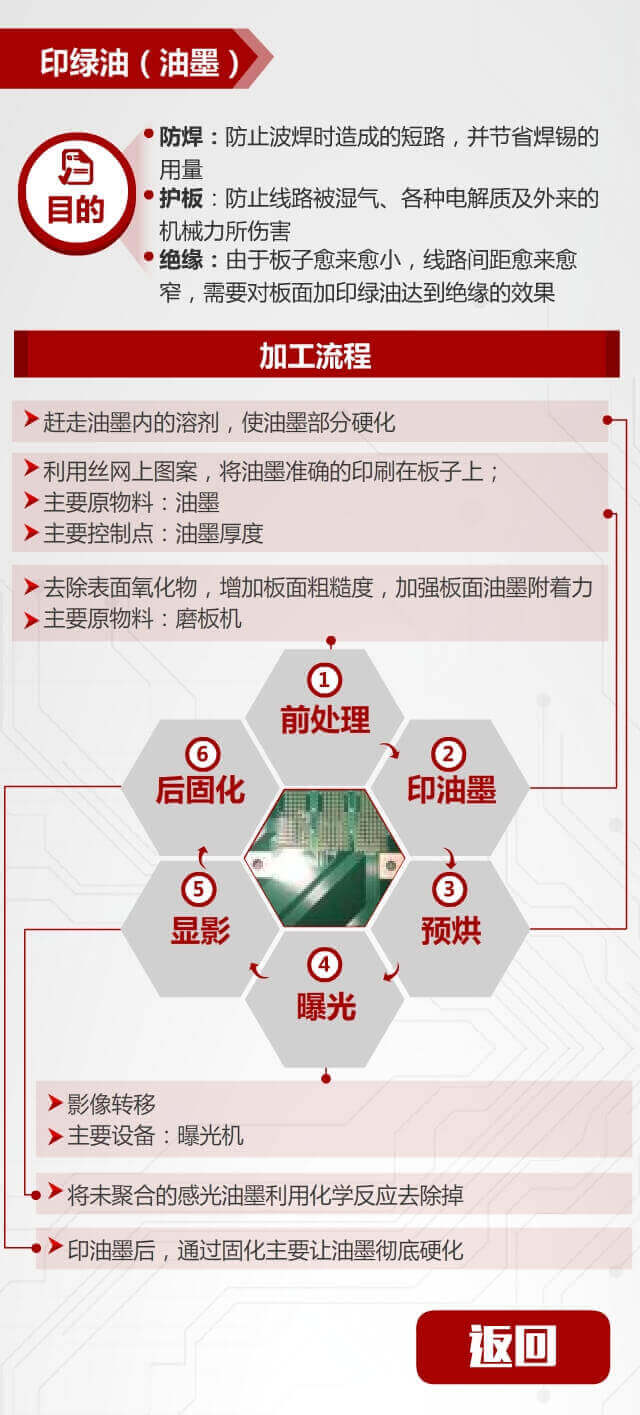 印绿油（油墨）
目的
防焊：防止波焊时造成的短路，并节省焊锡的
用量
护板：防止线路被湿气、各种电解质及外来的
机械力所伤害
绝缘：由于板子愈来愈小，线路间距愈来愈
窄，需要对板面加印绿油达到绝缘的效果
加工流程
赶走油墨内的溶剂，使油墨部分硬化
利用丝网上图案，将油墨准确的印刷在板子上；
主要原物料：油墨
主要控制点：油墨厚度
去除表面氧化物，增加板面粗糙度，加强板面油墨附着力
主要原物料：磨板机
1
前处理
2
印油墨
3
预烘
4
曝光
5
显影
6
后固化
影像转移
主要设备：曝光机
将未聚合的感光油墨利用化学反应去除掉
印油墨后，通过固化主要让油墨彻底硬化
返回